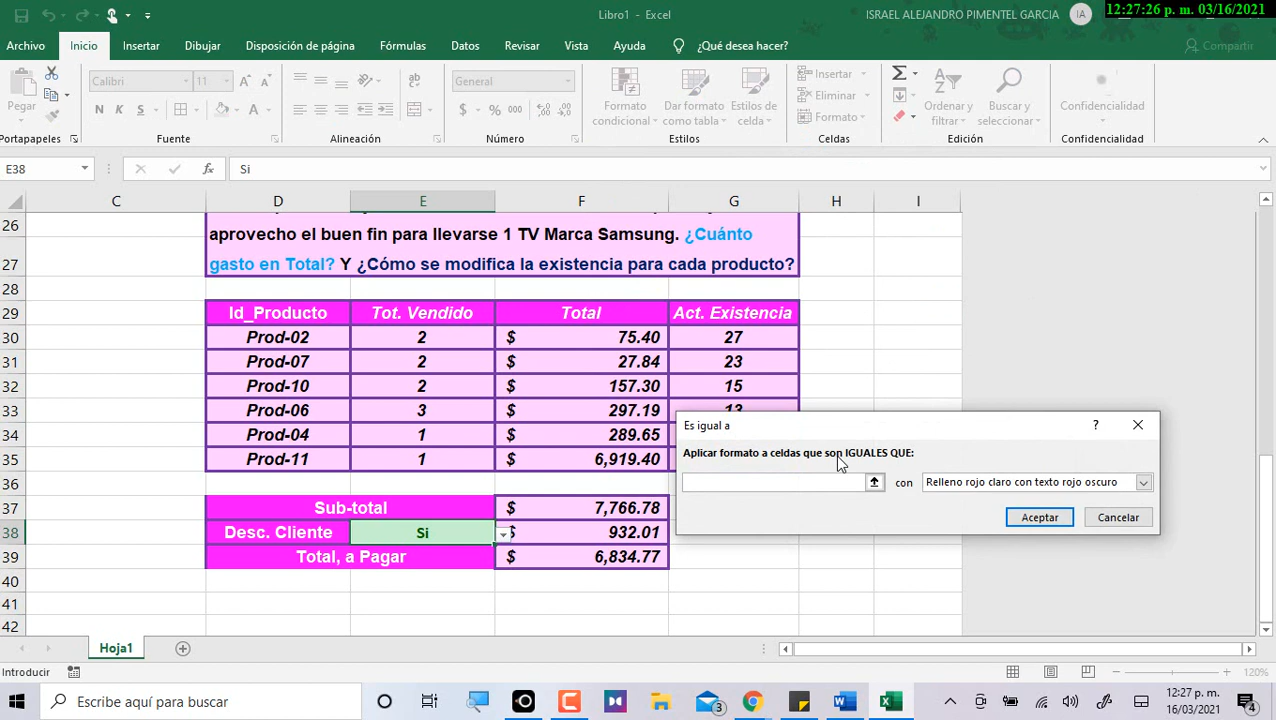 Libro1 - Excel
ISRAEL ALEJANDRO PIMENTEL GARCIA
IA
12:27:26 p. m. 03/16/2021
Archivo Inicio Insertar Dibujar Disposición de página Fórmulas Datos Revisar Vista Ayuda ¿Qué desea hacer? Compartir
Pegar
Calibri
N K S
ab
General
$ % 000
Formato condicional
Dar formato como tabla
Estilos de celda
Insertar
Eliminar
Formato
Ordenar y filtrar
Buscar y seleccionar
Confidencialidad
Portapapeles Fuente Alineación Número Estilos Celdas Edición Confidencialidad
E38 fx Si
C D E F G H I
26
aprovecho el buen fin para llevarse 1 TV Marca Samsung. ¿Cuánto
27 gasto en Total? Y ¿Cómo se modifica la existencia para cada producto?
28
29 Id_Producto Tot. Vendido Total Act. Existencia
30 Prod-02 2 $ 75.40 27
31 Prod-07 2 $ 27.84 23
32 Prod-10 2 $ 157.30 15
33 Prod-06 3 $ 297.19 13
34 Prod-04 1 $ 289.65
35 Prod-11 1 $ 6,919.40
36
37 Sub-total $ 7,766.78
38 Desc. Cliente Si $ 932.01
39 Total, a Pagar $ 6,834.77
40
41
42
Es igual a ?
Aplicar formato a celdas que son IGUALES QUE:
con Relleno rojo claro con texto rojo oscuro
Aceptar Cancelar
Hoja1
Introducir
120%
Escribe aquí para buscar
3
12:27 p. m.
16/03/2021
4